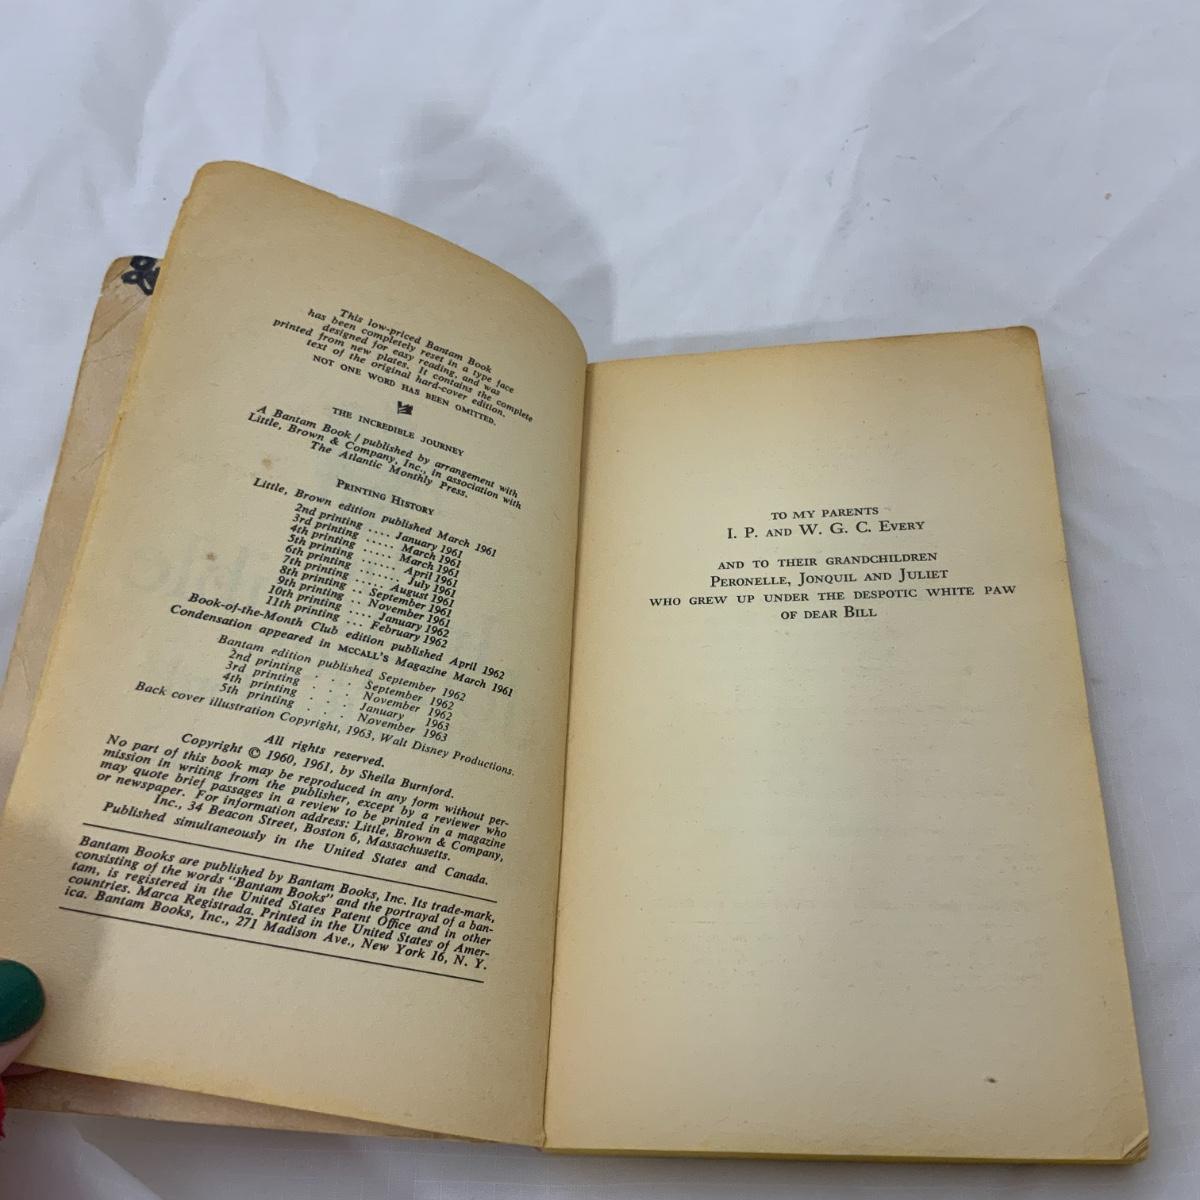 This low-priced Bantam Book
has been completely reset in a type face
designed for easy reading, and was
printed from new plates. It contains the complete
text of the original hard-cover edition.
NOT ONE WORD HAS BEEN OMITTED.
THE INCREDIBLE JOURNEY
A Bantam Book / published by arrangement with
Little, Brown & Company, Inc., in association with
The Atlantic Monthly Press.
PRINTING HISTORY
Little, Brown edition published March 1961
2nd printing .... January 1961
3rd printing ..... March 1961
4th printing ..... March 1961
5th printing ...... April 1961
6th printing ...... July 1961
7th printing .... August 1961
8th printing .. September 1961
9th printing .. November 1961
10th printing .... January 1962
11th printing ... February 1962
Book-of-the-Month Club edition published April 1962
Condensation appeared in MCCALL'S Magazine March 1961
Bantam edition published September 1962
2nd printing . . . September 1962
3rd printing . . . November 1962
4th printing . . . January 1963
5th printing . . . November 1963
Back cover illustration Copyright, 1963, Walt Disney Productions.
All rights reserved.
Copyright © 1960, 1961, by Sheila Burnford.
No part of this book may be reproduced in any form without per-
mission in writing from the publisher, except by a reviewer who
may quote brief passages in a review to be printed in a magazine
or newspaper. For information address: Little, Brown & Company,
Inc., 34 Beacon Street, Boston 6, Massachusetts.
Published simultaneously in the United States and Canada.
Bantam Books are published by Bantam Books, Inc. Its trade-mark,
consisting of the words "Bantam Books" and the portrayal of a ban-
tam, is registered in the United States Patent Office and in other
countries. Marca Registrada. Printed in the United States of Amer-
ica. Bantam Books, Inc., 271 Madison Ave., New York 16, N. Y.
TO MY PARENTS
I. P. AND W. G. C. EVERY
AND TO THEIR GRANDCHILDREN
PERONELLE, JONQUIL AND JULIET
WHO GREW UP UNDER THE DESPOTIC WHITE PAW
OF DEAR BILL